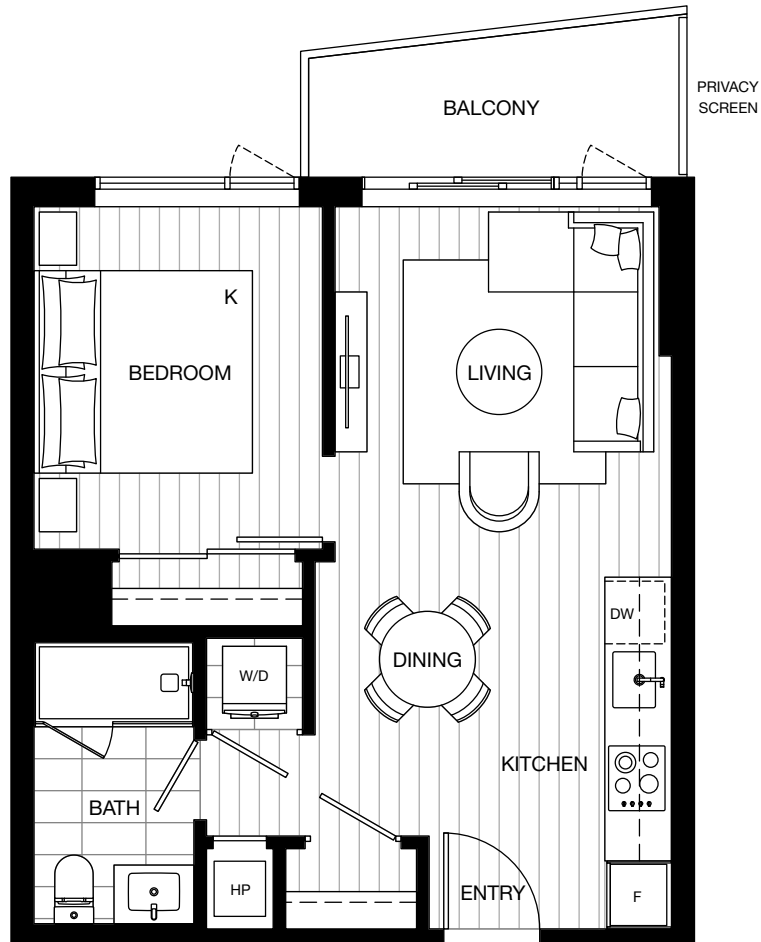 BALCONY
PRIVACY
SCREEN
K
BEDROOM
LIVING
DW
DINING
W/D
KITCHEN
BATH
HP
ENTRY
F